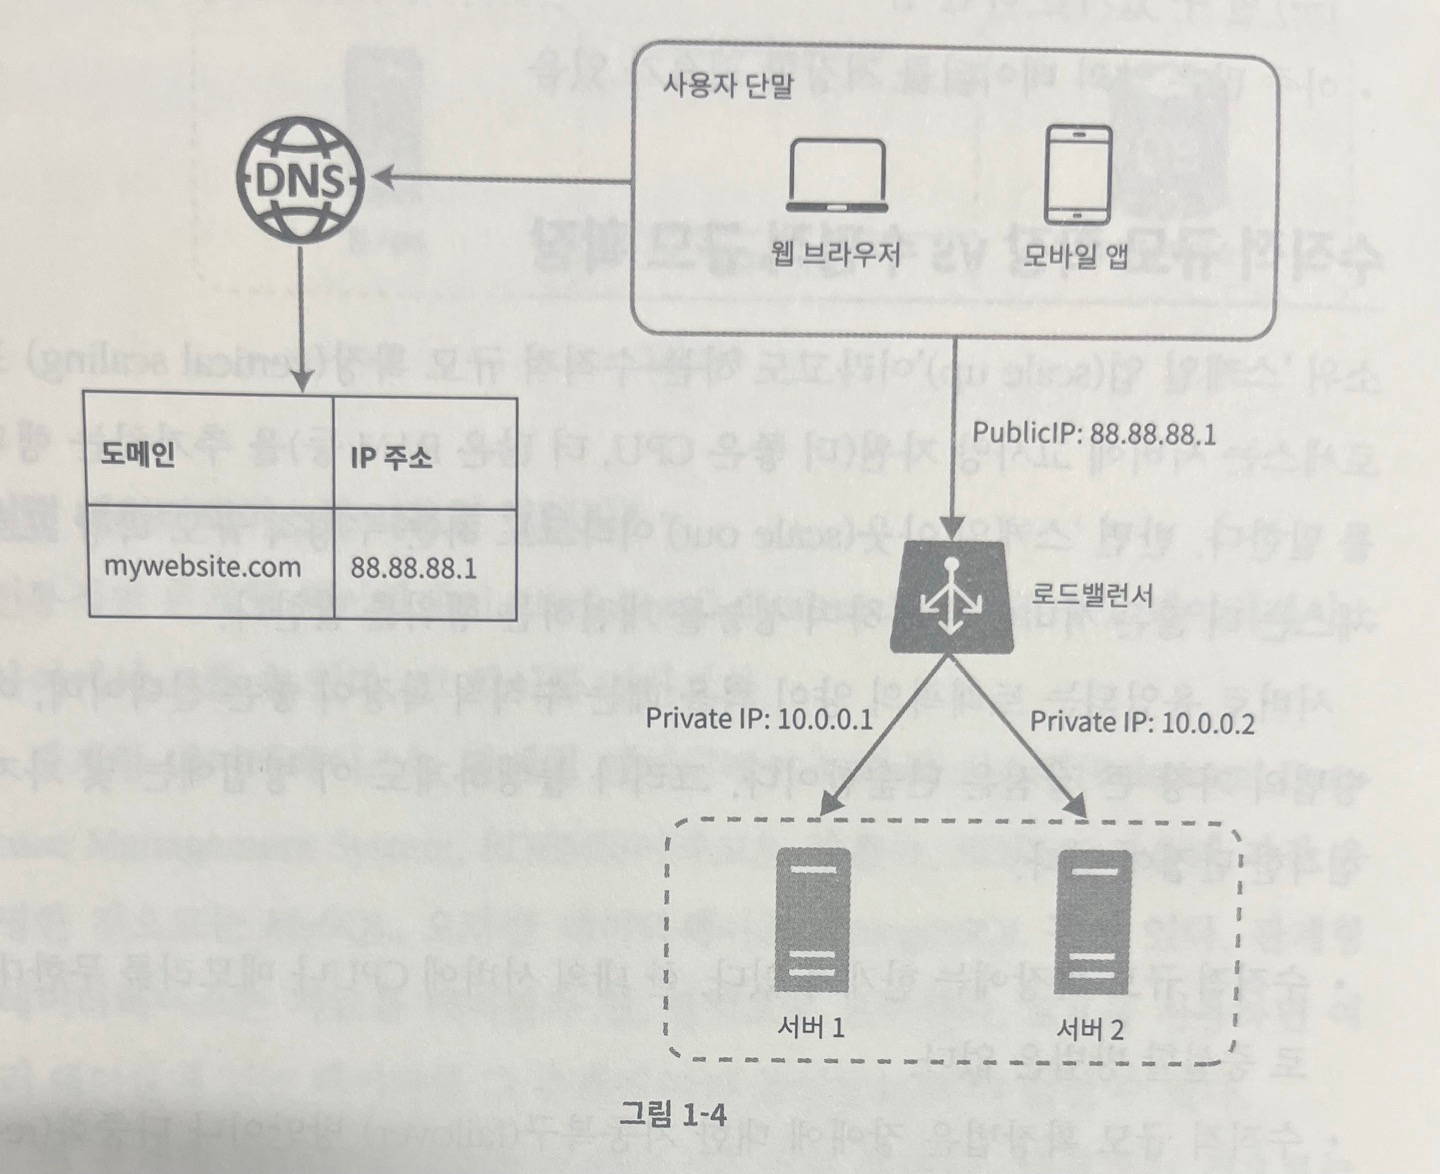 사용자 단말
DNS
웹 브라우저
모바일 앱
도메인
IP 주소
mywebsite.com
88.88.88.1
PublicIP: 88.88.88.1
로드밸런서
Private IP: 10.0.0.1
Private IP: 10.0.0.2
서버 1
서버 2
그림 1-4